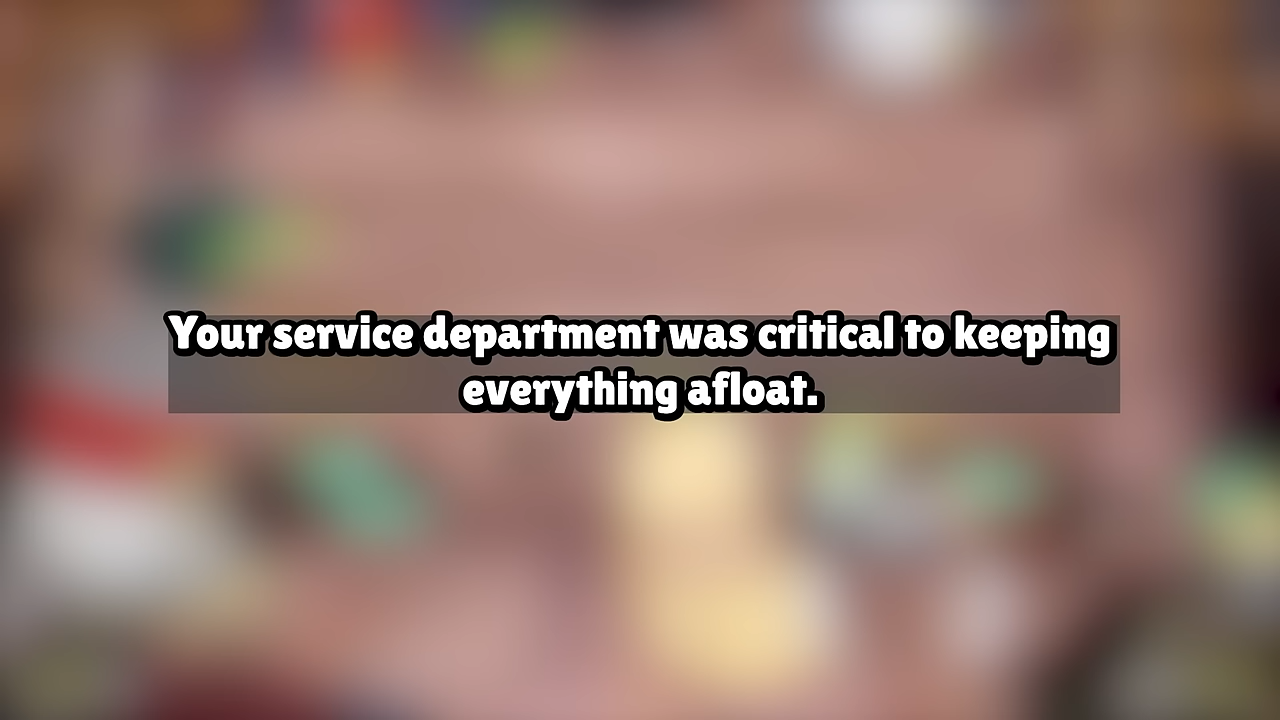 Your service department was critical to keeping
everything afloat.